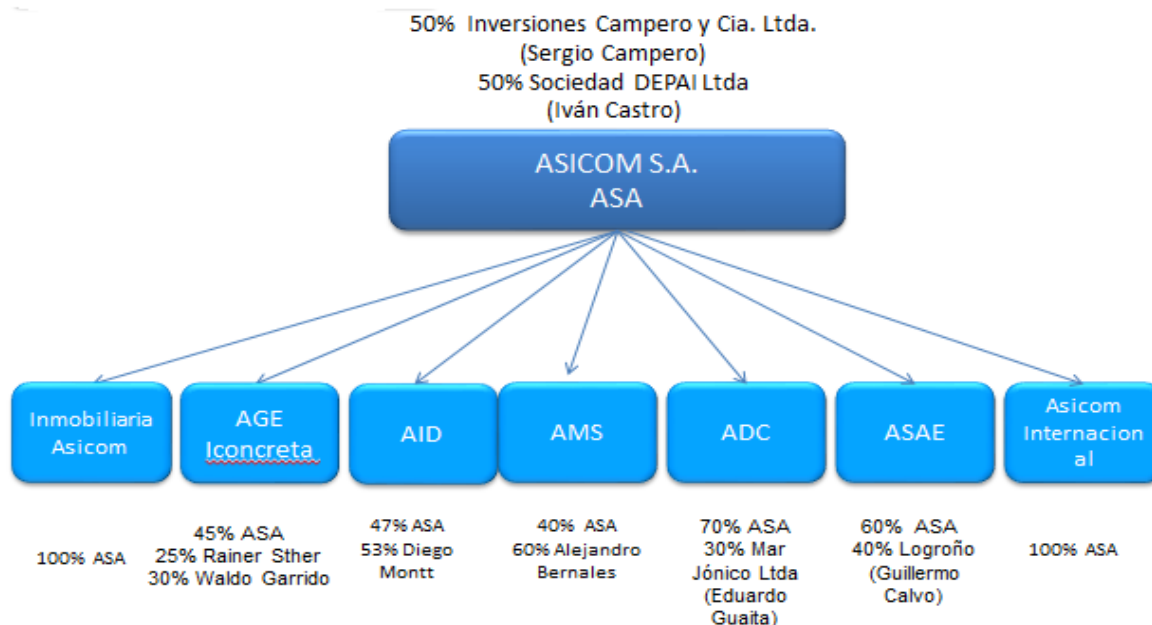 50% Inversiones Campero y Cia. Ltda.
(Sergio Campero)
50% Sociedad DEPAI Ltda
(Iván Castro)
ASICOM S.A.
ASA
Inmobiliaria
Asicom
AGE
Iconcreta
AID
AMS
ADC
ASAE
Asicom
Internacion
al
100% ASA
45% ASA
25% Rainer Sther
30% Waldo Garrido
47% ASA
53% Diego
Montt
40% ASA
60% Alejandro
Bernales
70% ASA
30% Mar
Jónico Ltda
(Eduardo
Guaita)
60% ASA
40% Logroño
(Guillermo
Calvo)
100% ASA